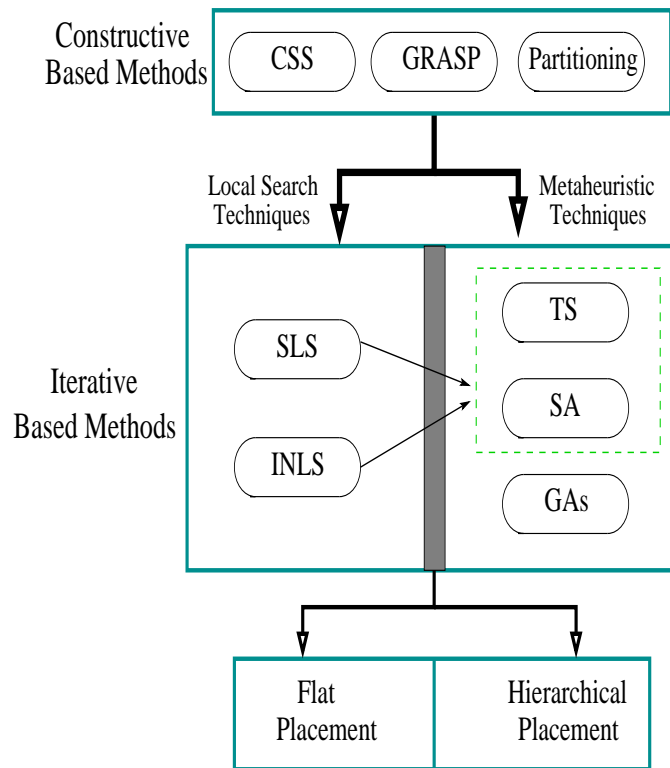 Constructive
Based Methods
CSS
GRASP
Partitioning
Local Search
Techniques
Metaheuristic
Techniques
Iterative
Based Methods
SLS
INLS
TS
SA
GAs
Flat
Placement
Hierarchical
Placement